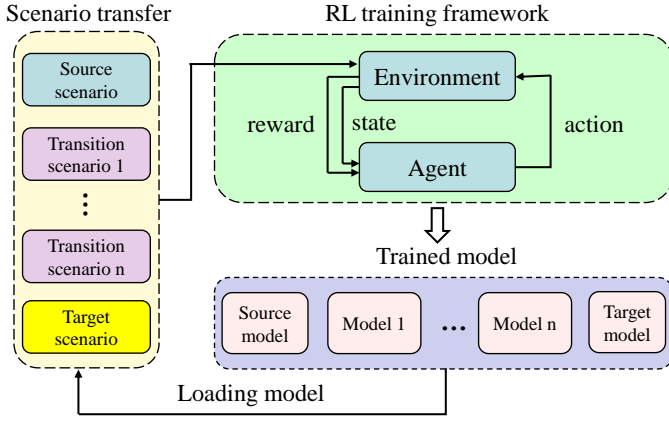 Scenario transfer
Source
scenario
Transition
scenario 1
Transition
scenario n
Target
scenario
RL training framework
Environment
reward
state
action
Agent
Trained model
Source
model
Model 1
...
Model n
Target
model
Loading model